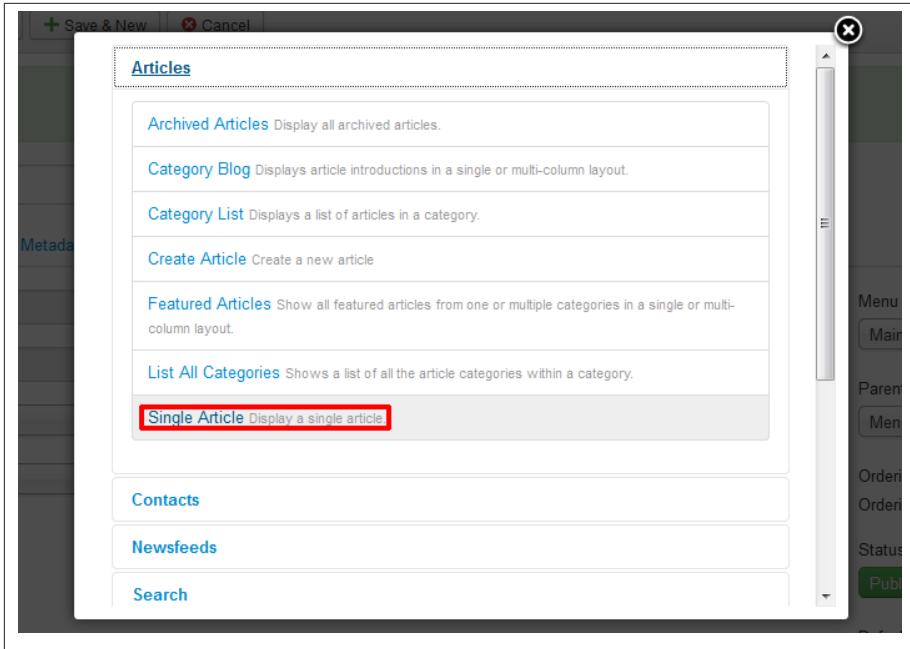 Save & New Cancel
Articles
Archived Articles Display all archived articles.
Category Blog Displays article introductions in a single or multi-column layout.
Category List Displays a list of articles in a category.
Create Article Create a new article
Featured Articles Show all featured articles from one or multiple categories in a single or multi-
column layout.
List All Categories Shows a list of all the article categories within a category.
Single Article Display a single article.
Contacts
Newsfeeds
Search
Metada
Menu
Main
Paren
Men
Orderi
Orderi
Status
Publ